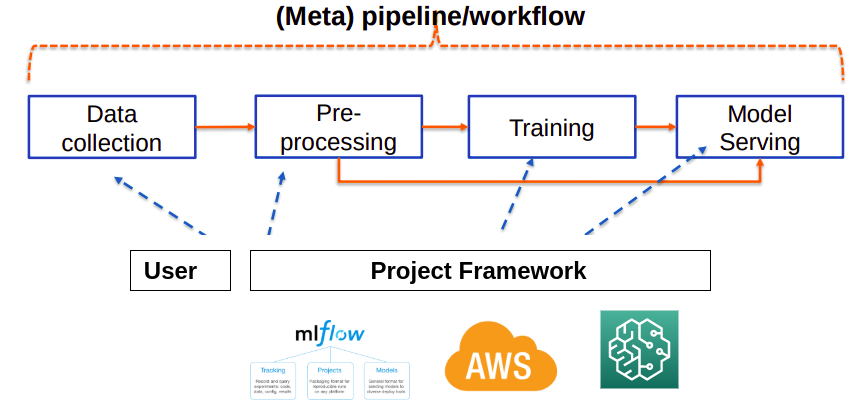 (Meta) pipeline/workflow
Data
collection
Pre-
processing
Training
Model
Serving
User
Project Framework
mlflow
Tracking
Record and query
experiments: code,
data, config, results
Projects
Packaging format for
reproducible runs
on any platform
Models
General format for
sending models to
diverse deploy tools
AWS